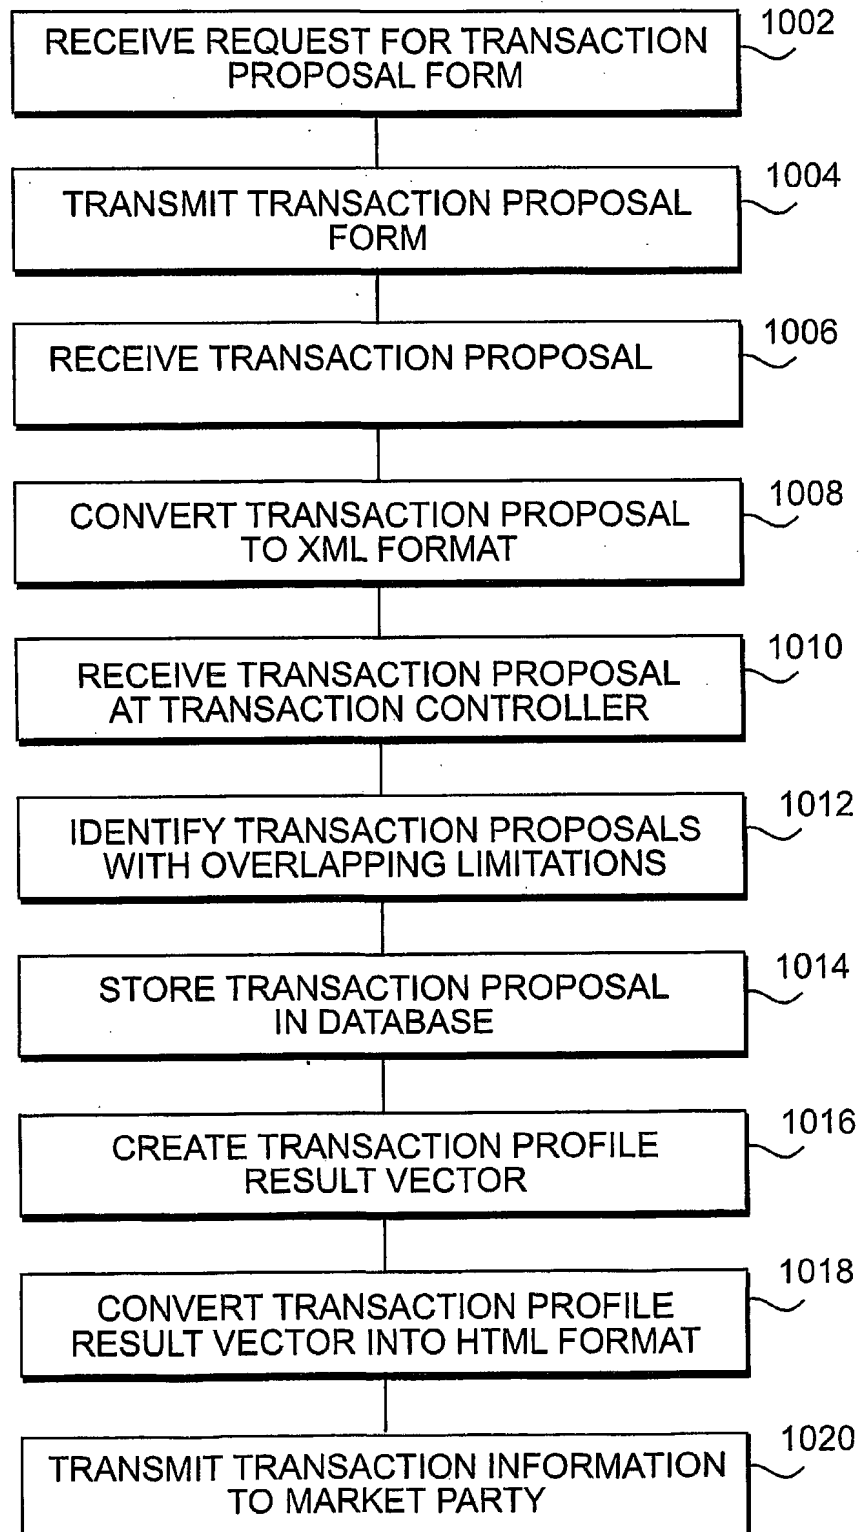 RECEIVE REQUEST FOR TRANSACTION
PROPOSAL FORM
1002
TRANSMIT TRANSACTION PROPOSAL
FORM
1004
RECEIVE TRANSACTION PROPOSAL
1006
CONVERT TRANSACTION PROPOSAL
TO XML FORMAT
1008
RECEIVE TRANSACTION PROPOSAL
AT TRANSACTION CONTROLLER
1010
IDENTIFY TRANSACTION PROPOSALS
WITH OVERLAPPING LIMITATIONS
1012
STORE TRANSACTION PROPOSAL
IN DATABASE
1014
CREATE TRANSACTION PROFILE
RESULT VECTOR
1016
CONVERT TRANSACTION PROFILE
RESULT VECTOR INTO HTML FORMAT
1018
TRANSMIT TRANSACTION INFORMATION
TO MARKET PARTY
1020